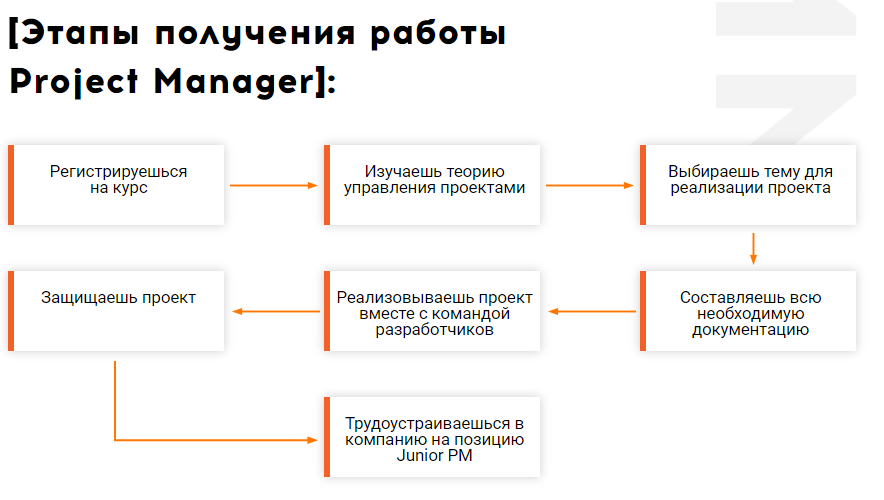 [Этапы получения работы
Project Manager]:
Регистрируешься
на курс
Изучаешь теорию
управления проектами
Выбираешь тему для
реализации проекта
Составляешь всю
необходимую
документацию
Реализовываешь проект
вместе с командой
разработчиков
Защищаешь проект
Трудоустраиваешься в
компанию на позицию
Junior PM